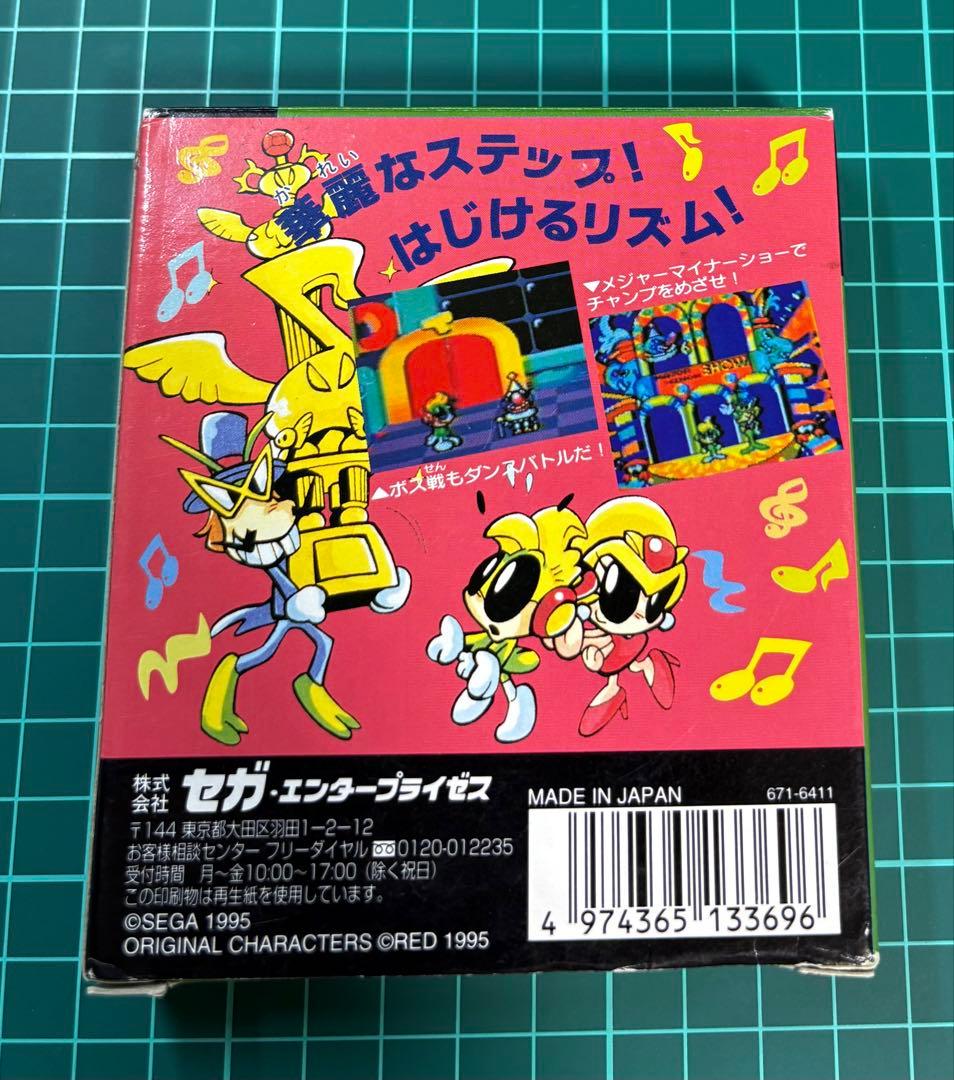 華麗なステップ!
かれい
はじけるリズム!
▼メジャーマイナーショーで
チャンプをめざせ!
SHOW
せん
▲ボス戦もダンスバトルだ!
株式会社 セガ・エンタープライゼス
〒144 東京都大田区羽田1-2-12
お客様相談センター フリーダイヤル 0120-012235
受付時間 月〜金10:00〜17:00(除く祝日)
この印刷物は再生紙を使用しています。
©SEGA 1995
ORIGINAL CHARACTERS ©RED 1995
MADE IN JAPAN 671-6411
4 974365 133696